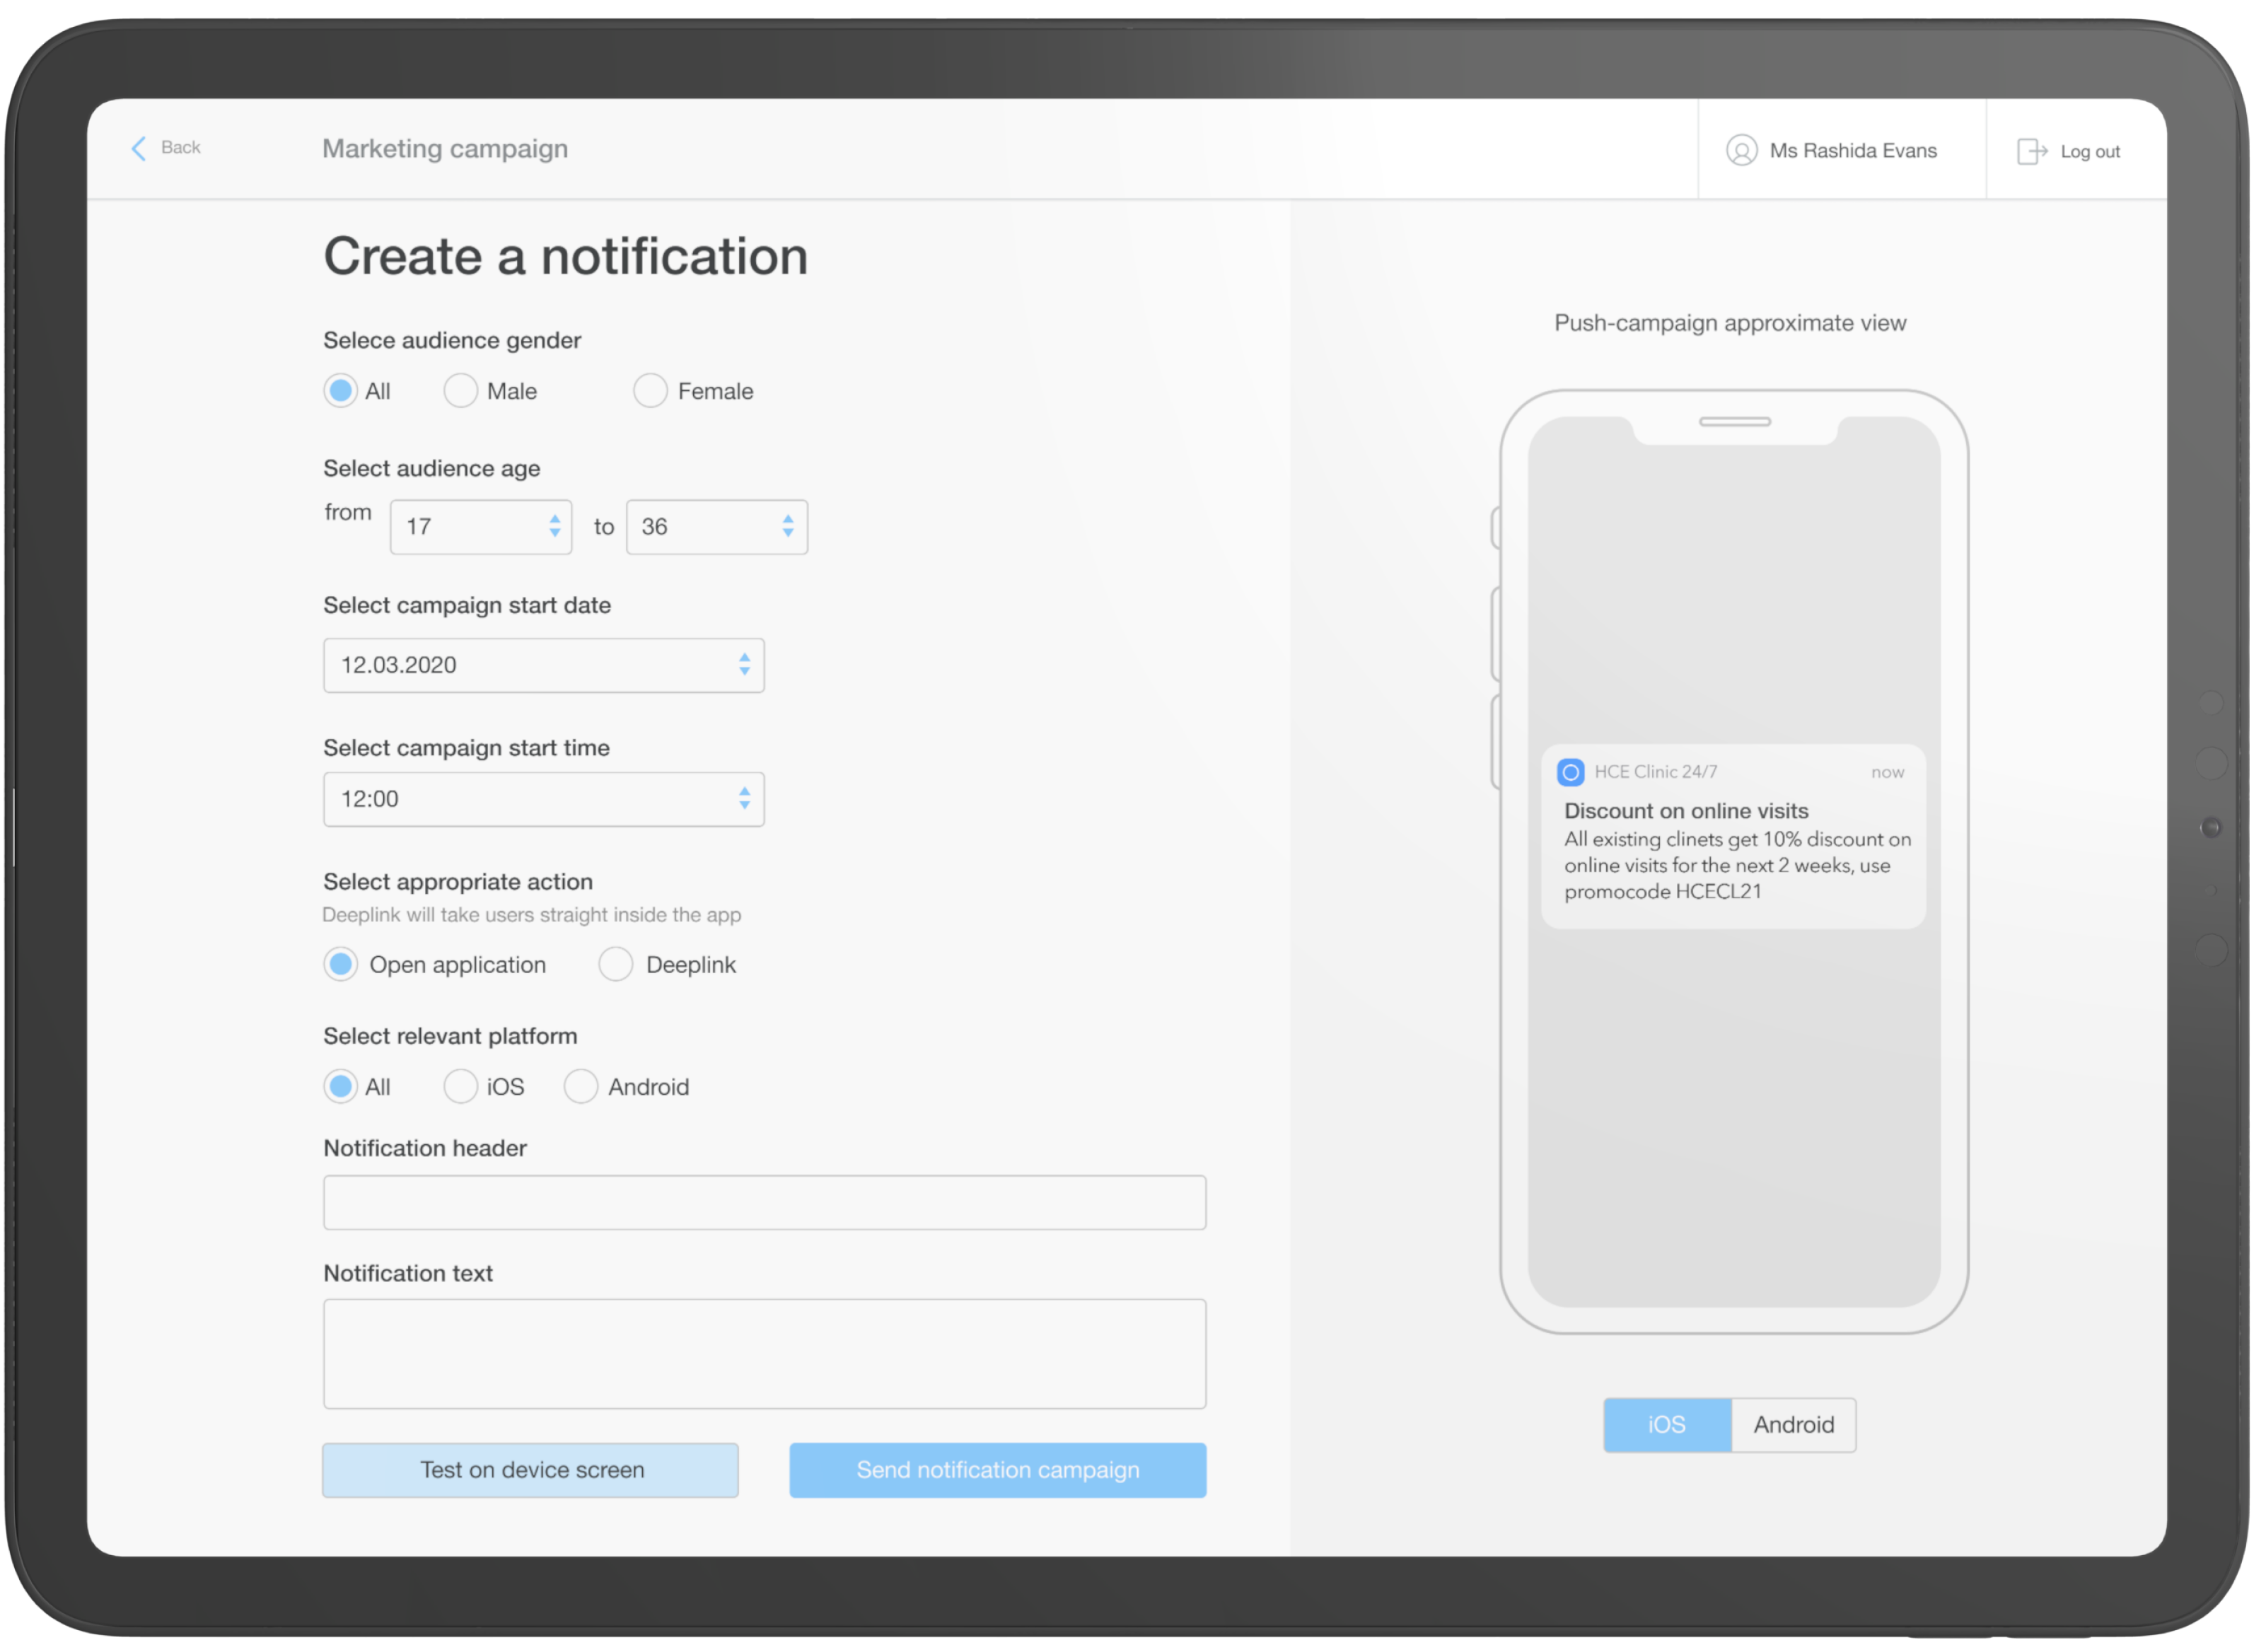 Back
Marketing campaign
Ms Rashida Evans
Log out
Create a notification
Selece audience gender
All
Male
Female
Select audience age
from
17
to
36
Select campaign start date
12.03.2020
Select campaign start time
12:00
Select appropriate action
Deeplink will take users straight inside the app
Open application
Deeplink
Select relevant platform
All
iOS
Android
Notification header
Notification text
Test on device screen
Send notification campaign
Push-campaign approximate view
HCE Clinic 24/7
now
Discount on online visits
All existing clinets get 10% discount on
online visits for the next 2 weeks, use
promocode HCECL21
iOS
Android